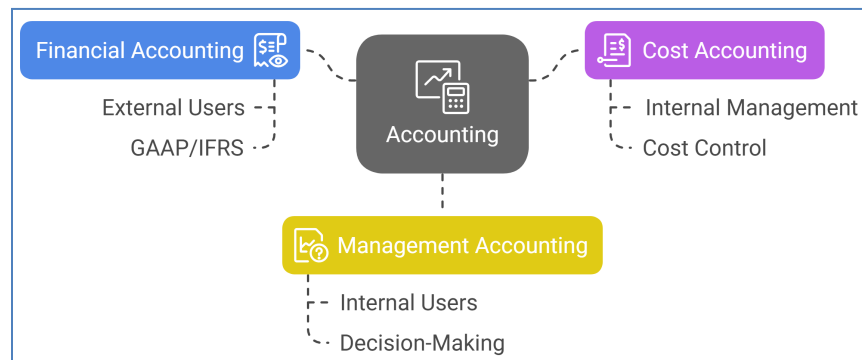 Financial Accounting
External Users
GAAP/IFRS
Accounting
Cost Accounting
Internal Management
Cost Control
Management Accounting
Internal Users
Decision-Making